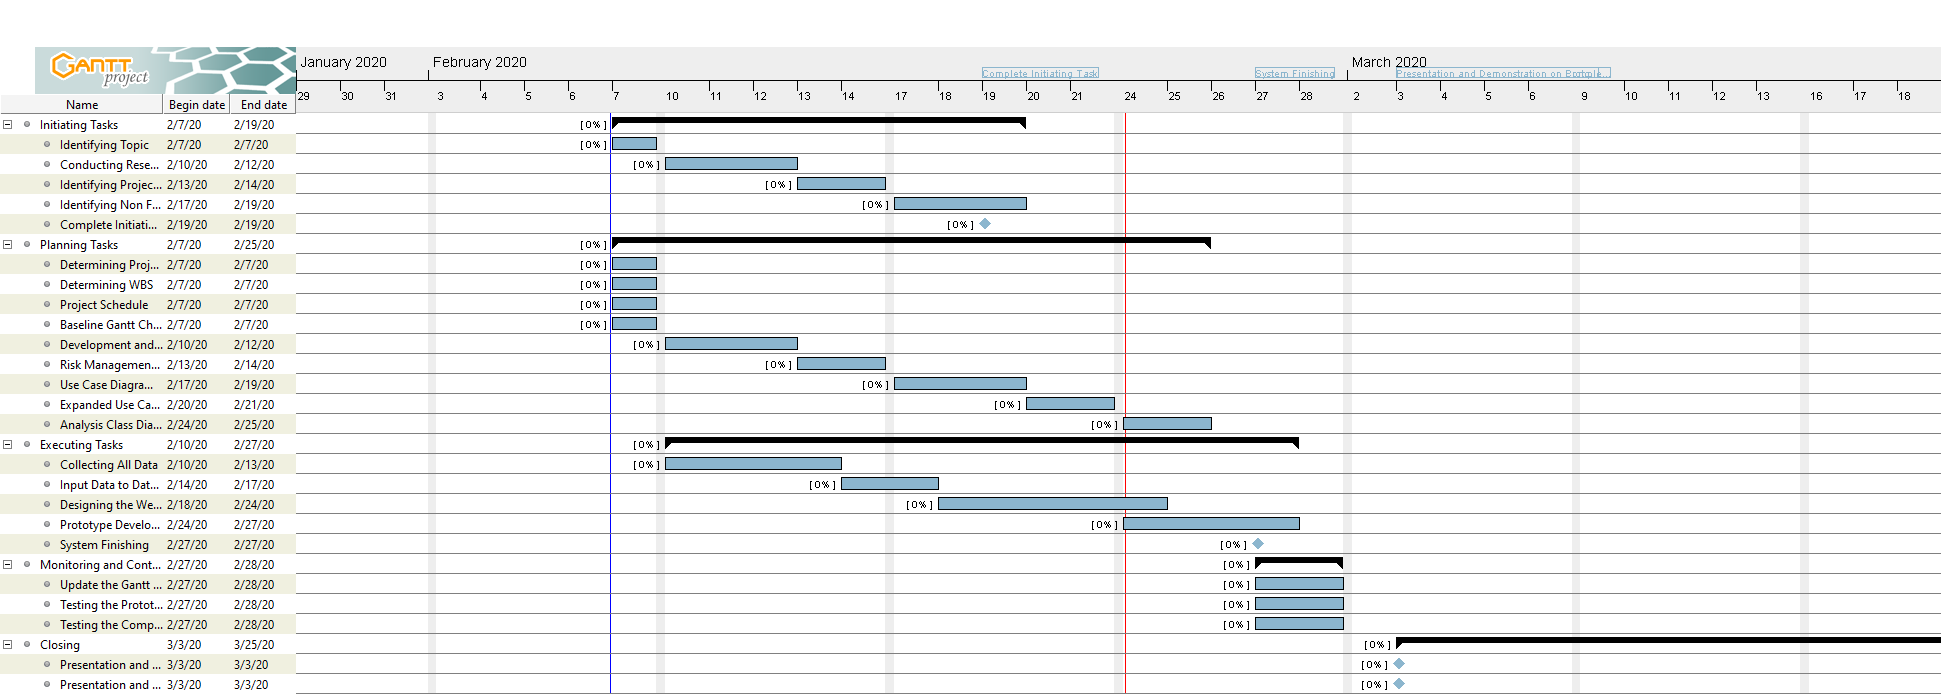 GANTT
project
January 2020 February 2020 March 2020
Complete Initiating Task System Finishing Presentation and Demonstration on
29 30 31 3 4 5 6 7 10 11 12 13 14 17 18 19 20 21 24 25 26 27 28 2 3 4 5 6 9 10 11 12 13 16 17 18
Name Begin date End date
Initiating Tasks 2/7/20 2/19/20 [0%]
Identifying Topic 2/7/20 2/7/20 [0%]
Conducting Rese... 2/10/20 2/12/20 [0%]
Identifying Projec... 2/13/20 2/14/20 [0%]
Identifying Non F... 2/17/20 2/19/20 [0%]
Complete Initiati... 2/19/20 2/19/20 [0%]
Planning Tasks 2/7/20 2/25/20 [0%]
Determining Proj... 2/7/20 2/7/20 [0%]
Determining WBS 2/7/20 2/7/20 [0%]
Project Schedule 2/7/20 2/7/20 [0%]
Baseline Gantt Ch... 2/7/20 2/7/20 [0%]
Development and... 2/10/20 2/12/20 [0%]
Risk Managemen... 2/13/20 2/14/20 [0%]
Use Case Diagra... 2/17/20 2/19/20 [0%]
Expanded Use Ca... 2/20/20 2/21/20 [0%]
Analysis Class Dia... 2/24/20 2/25/20 [0%]
Executing Tasks 2/10/20 2/27/20 [0%]
Collecting All Data 2/10/20 2/13/20 [0%]
Input Data to Dat... 2/14/20 2/17/20 [0%]
Designing the We... 2/18/20 2/24/20 [0%]
Prototype Develo... 2/24/20 2/27/20 [0%]
System Finishing 2/27/20 2/27/20 [0%]
Monitoring and Cont... 2/27/20 2/28/20 [0%]
Update the Gantt ... 2/27/20 2/28/20 [0%]
Testing the Protot... 2/27/20 2/28/20 [0%]
Testing the Comp... 2/27/20 2/28/20 [0%]
Closing 3/3/20 3/25/20 [0%]
Presentation and ... 3/3/20 3/3/20 [0%]
Presentation and ... 3/3/20 3/3/20 [0%]